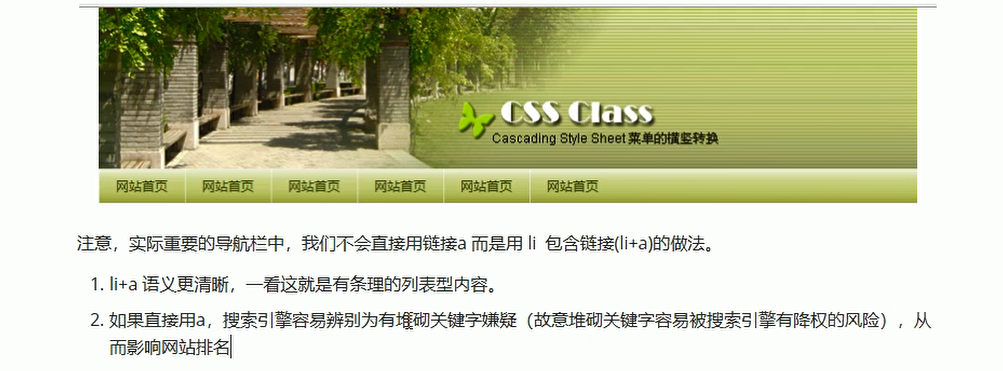 CSS Class
Cascading Style Sheet 菜单的横竖转换
网站首页 网站首页 网站首页 网站首页 网站首页 网站首页
注意，实际重要的导航栏中，我们不会直接用链接a 而是用 li 包含链接(li+a)的做法。
1. li+a 语义更清晰，一看这就是有条理的列表型内容。
2. 如果直接用a，搜索引擎容易辨别为有堆砌关键字嫌疑（故意堆砌关键字容易被搜索引擎有降权的风险），从
而影响网站排名